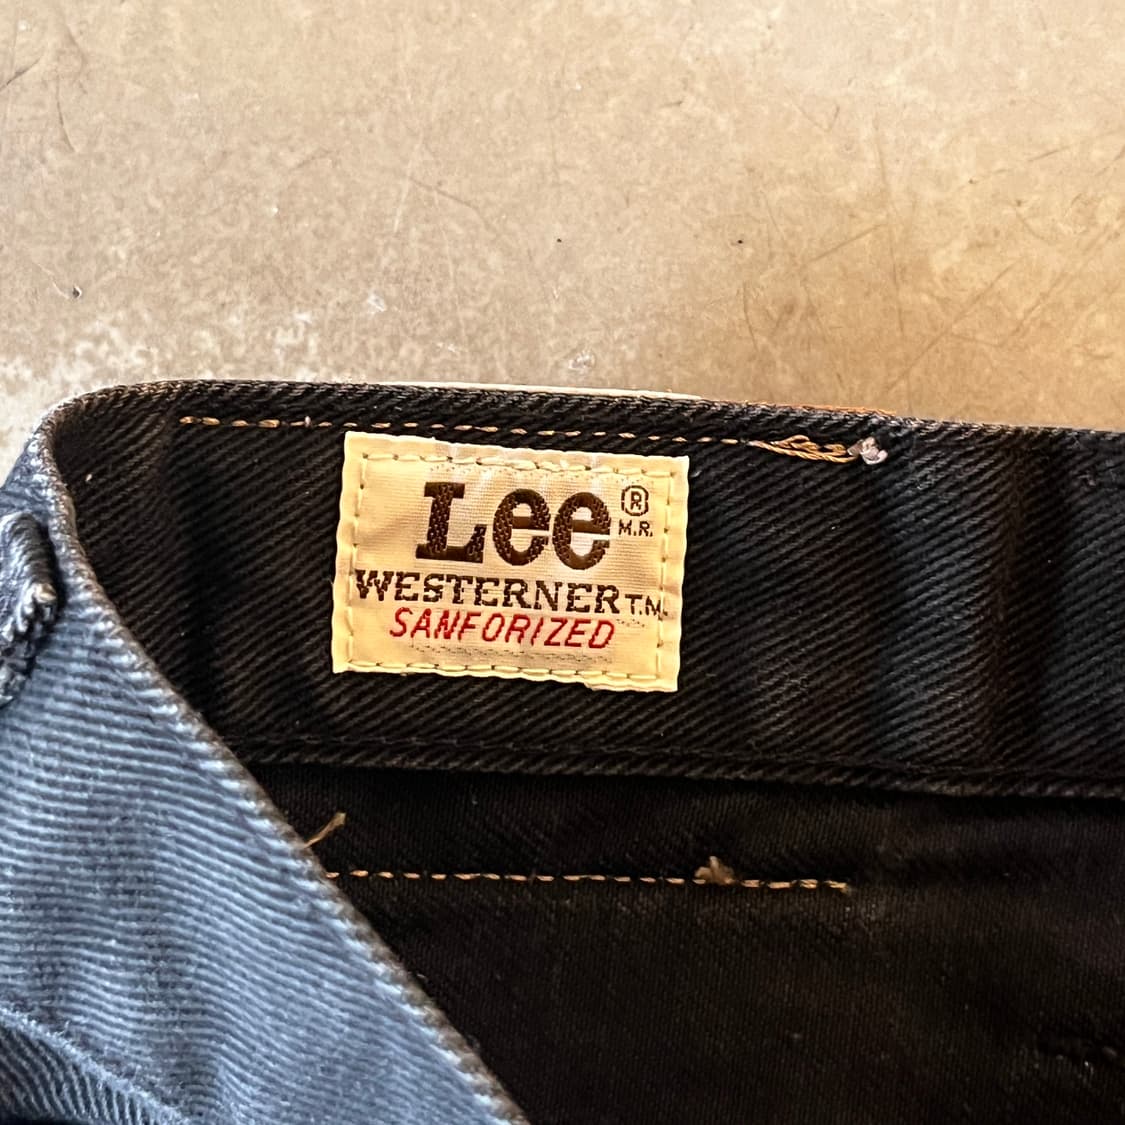 Lee ®
M.R.
WESTERNER T.M.
SANFORIZED